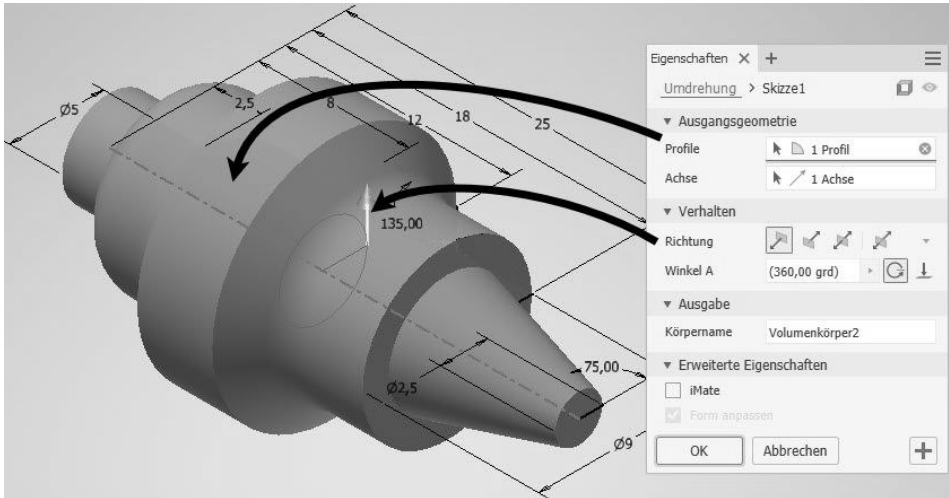 Ø5
2,5
8
12
18
25
135,00
75,00
Ø2,5
Ø9
Eigenschaften × +
Umdrehung > Skizze1
Ausgangsgeometrie
Profile 1 Profil
Achse 1 Achse
Verhalten
Richtung
Winkel A (360,00 grd)
Ausgabe
Körpername Volumenkörper2
Erweiterte Eigenschaften
iMate
Form anpassen
OK Abbrechen +